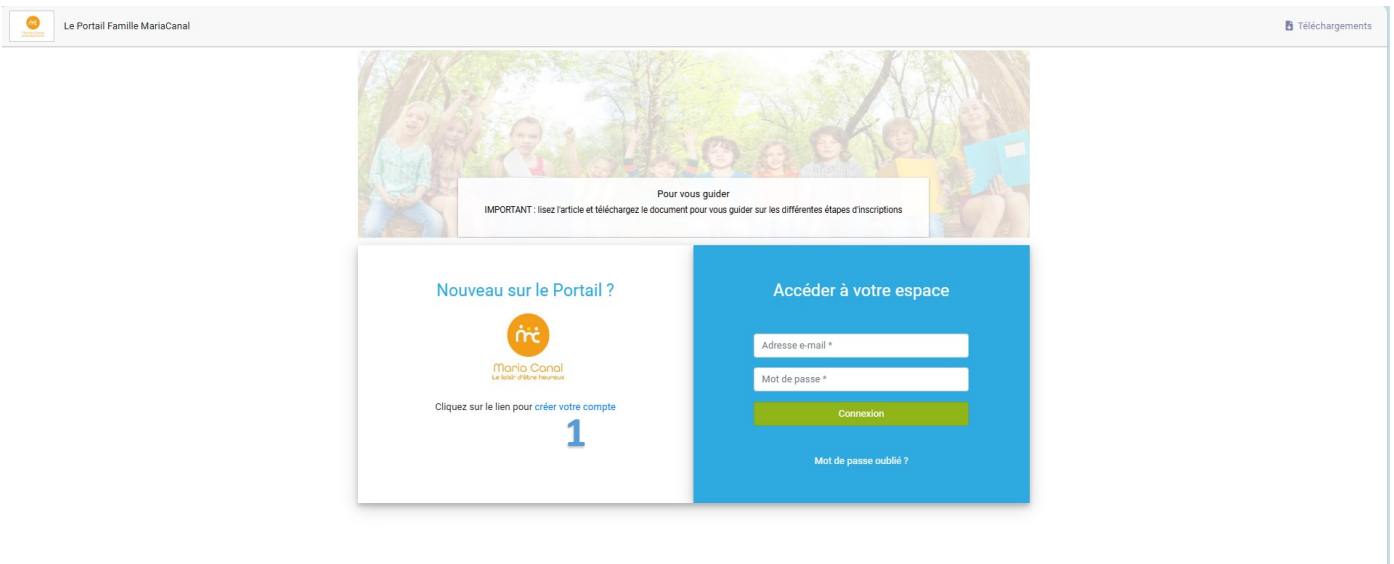 Le Portail Famille MariaCanal
Téléchargements
Pour vous guider
IMPORTANT : lisez l'article et téléchargez le document pour vous guider sur les différentes étapes d'inscriptions
Nouveau sur le Portail ?
mc
Maria Canal
Le loisir d'être heureux
Cliquez sur le lien pour créer votre compte
1
Accéder à votre espace
Adresse e-mail *
Mot de passe *
Connexion
Mot de passe oublié ?